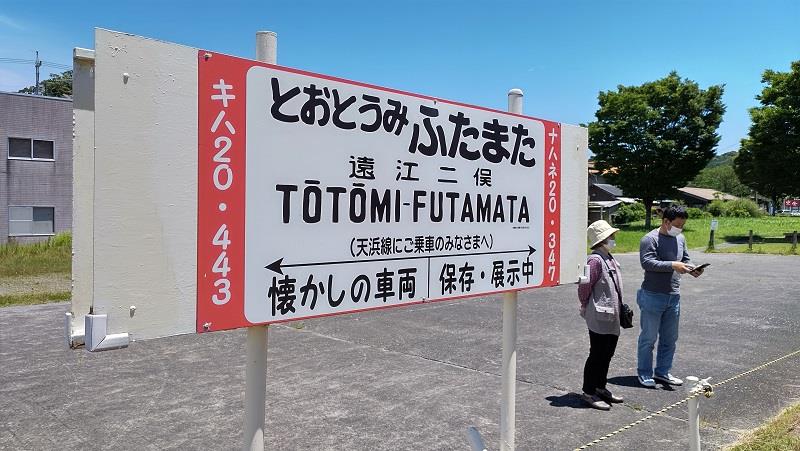 キハ20・443
とおとうみふたまた
遠江二俣
TŌTŌMI-FUTAMATA
(天浜線にご乗車のみなさまへ)
懐かしの車両 保存・展示中
ナハネ20・347